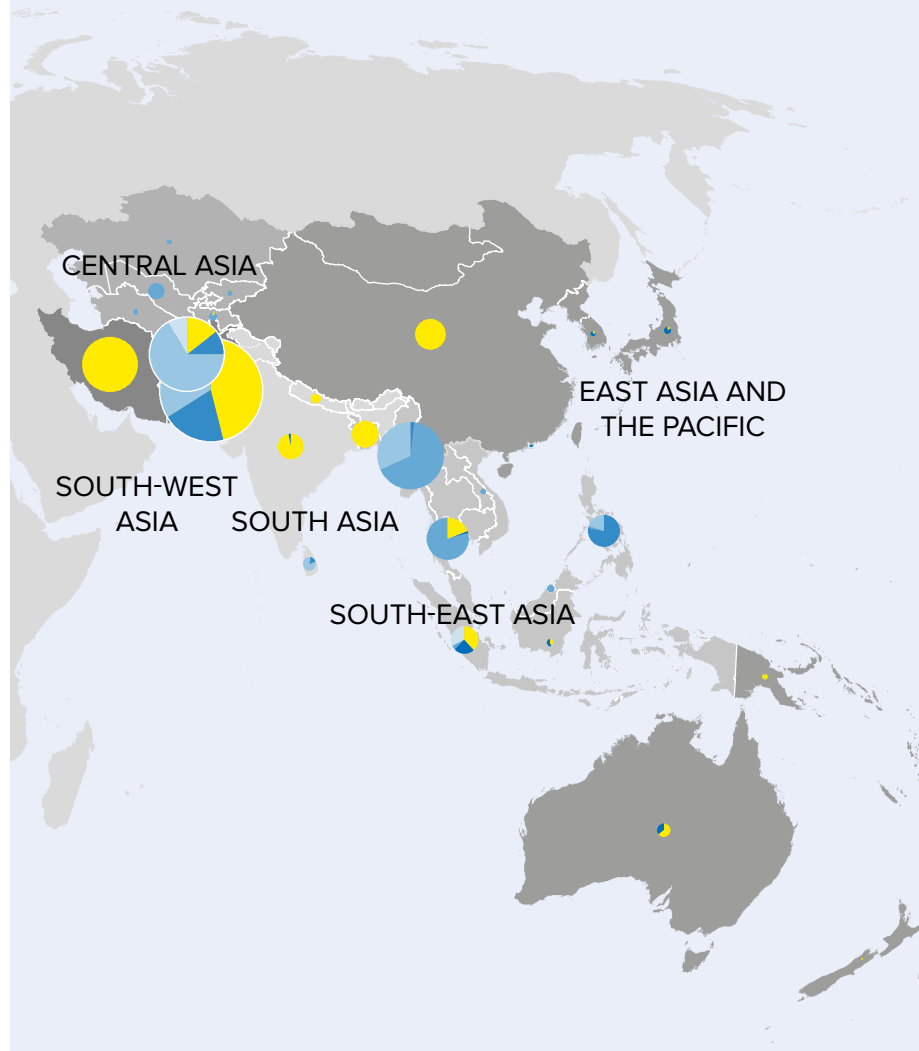 CENTRAL ASIA
EAST ASIA AND
THE PACIFIC
SOUTH-WEST
ASIA
SOUTH ASIA
SOUTH-EAST ASIA